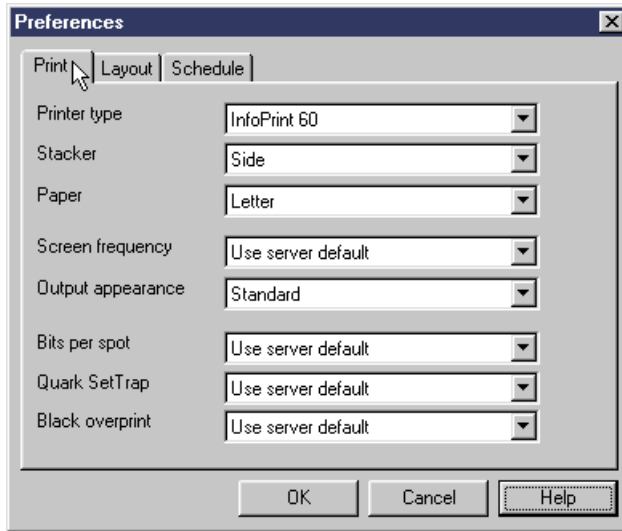 Preferences
Print Layout Schedule
Printer type InfoPrint 60
Stacker Side
Paper Letter
Screen frequency Use server default
Output appearance Standard
Bits per spot Use server default
Quark SetTrap Use server default
Black overprint Use server default
OK Cancel Help